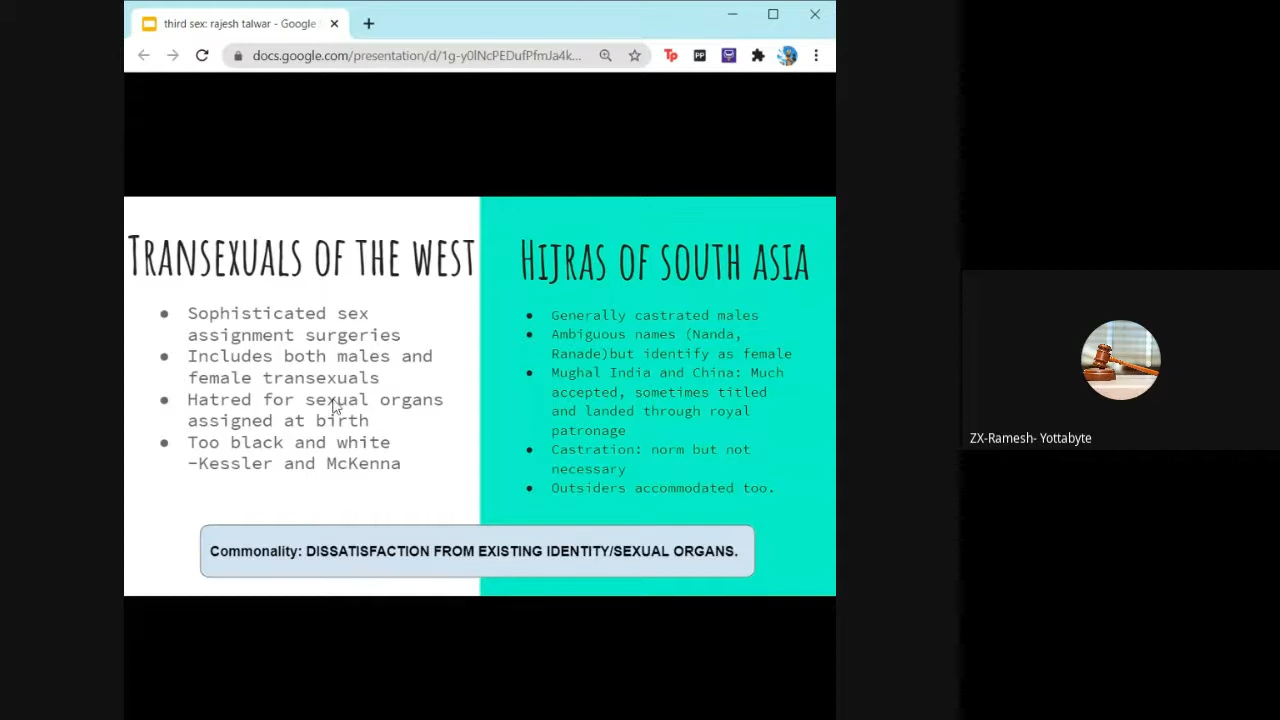 third sex: rajesh talwar - Google
docs.google.com/presentation/d/1g-y0lNcPEDufPfmJa4k...
Tp
PP
TRANSEXUALS OF THE WEST
● Sophisticated sex
assignment surgeries
● Includes both males and
female transexuals
● Hatred for sexual organs
assigned at birth
● Too black and white
-Kessler and McKenna
HIJRAS OF SOUTH ASIA
● Generally castrated males
● Ambiguous names (Nanda,
Ranade)but identify as female
● Mughal India and China: Much
accepted, sometimes titled
and landed through royal
patronage
● Castration: norm but not
necessary
● Outsiders accommodated too.
Commonality: DISSATISFACTION FROM EXISTING IDENTITY/SEXUAL ORGANS.
ZX-Ramesh- Yottabyte